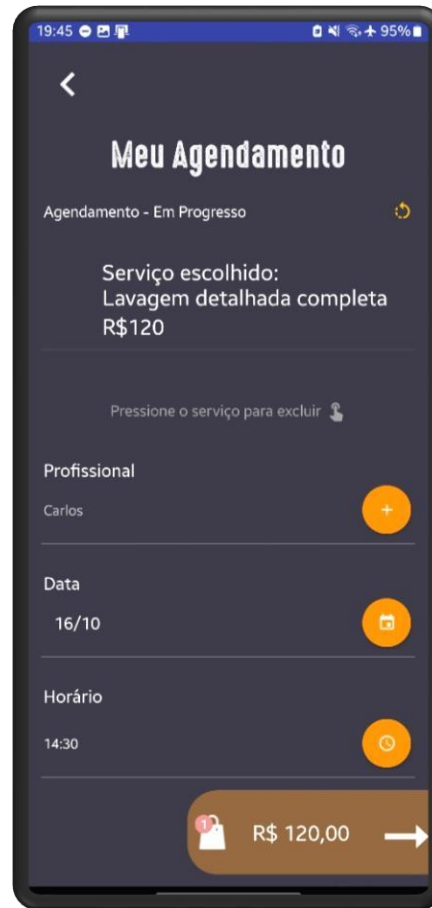 19:45 95%
Meu Agendamento
Agendamento - Em Progresso
Serviço escolhido:
Lavagem detalhada completa
R$120
Pressione o serviço para excluir
Profissional
Carlos
Data
16/10
Horário
14:30
1
R$ 120,00